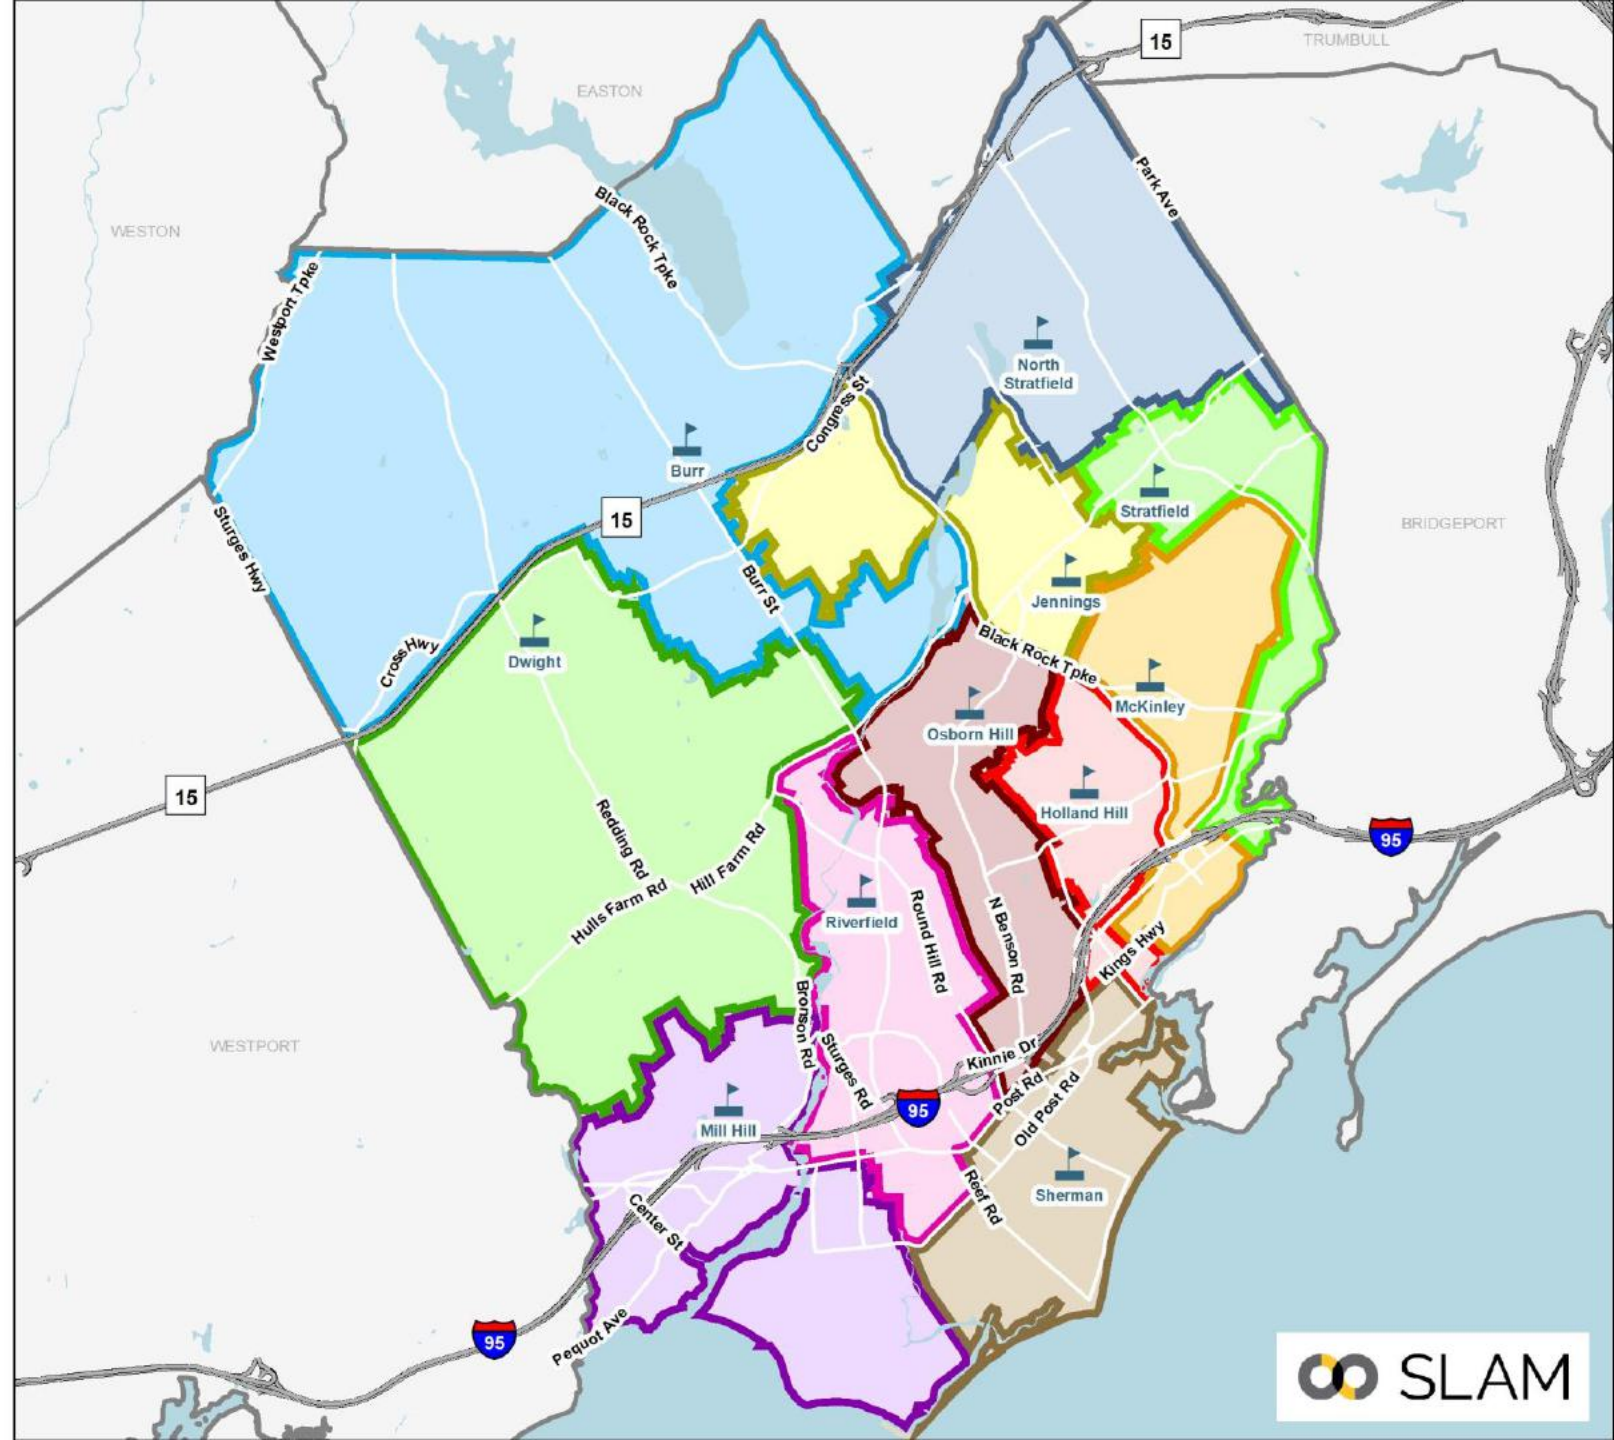 15
TRUMBULL
EASTON
Park Ave
Black Rock Tpke
WESTON
Westport Tpke
North
Stratfield
Congress St
Burr
Stratfield
15
BRIDGEPORT
Sturges Hwy
Burr St
Jennings
Cross Hwy
Dwight
Black Rock Tpke
McKinley
Osborn Hill
15
Holland Hill
95
Redding Rd
Hill Farm Rd
Hulls Farm Rd
Riverfield
Round Hill Rd
N Benson Rd
Kings Hwy
Bronson Rd
WESTPORT
Sturges Rd
Kinnie Dr
95
Post Rd
Old Post Rd
Mill Hill
Sherman
Reef Rd
Center St
95
Pequot Ave
SLAM